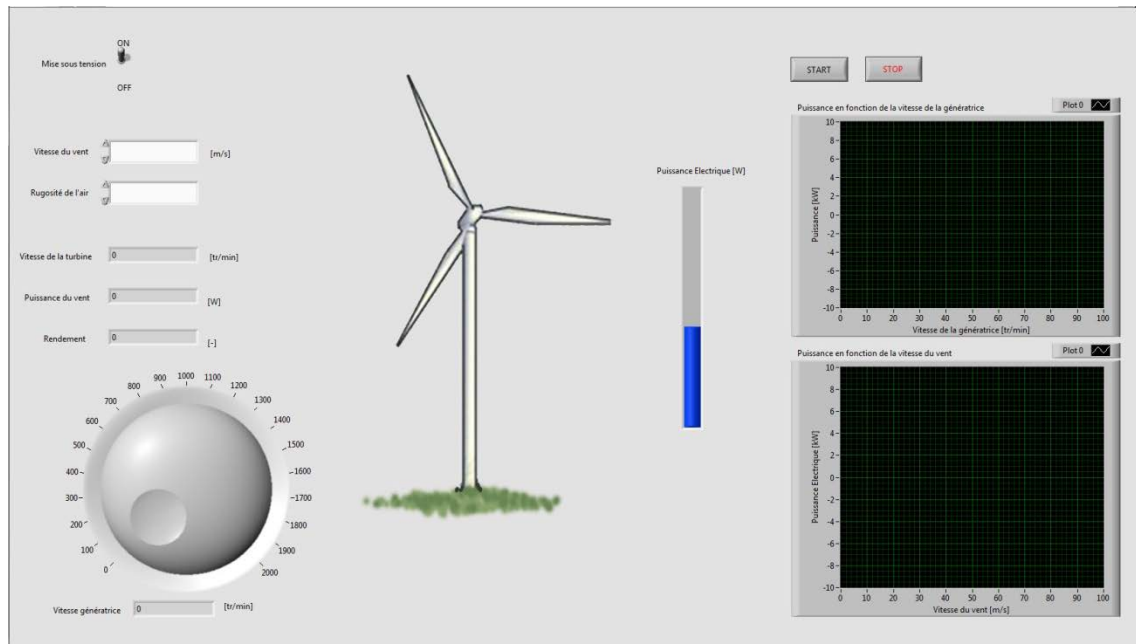 ON
Mise sous tension
OFF
Vitesse du vent [m/s]
Rugosité de l'air
Vitesse de la turbine 0 [tr/min]
Puissance du vent 0 [W]
Rendement 0 [-]
0 100 200 300 400 500 600 700 800 900 1000 1100 1200 1300 1400 1500 1600 1700 1800 1900 2000
Vitesse génératrice 0 [tr/min]
Puissance Electrique [W]
START STOP
Puissance en fonction de la vitesse de la génératrice Plot 0
Puissance [kW]
10
8
6
4
2
0
-2
-4
-6
-8
-10
0 10 20 30 40 50 60 70 80 90 100
Vitesse de la génératrice [tr/min]
Puissance en fonction de la vitesse du vent Plot 0
Puissance Electrique [kW]
10
8
6
4
2
0
-2
-4
-6
-8
-10
0 10 20 30 40 50 60 70 80 90 100
Vitesse du vent [m/s]